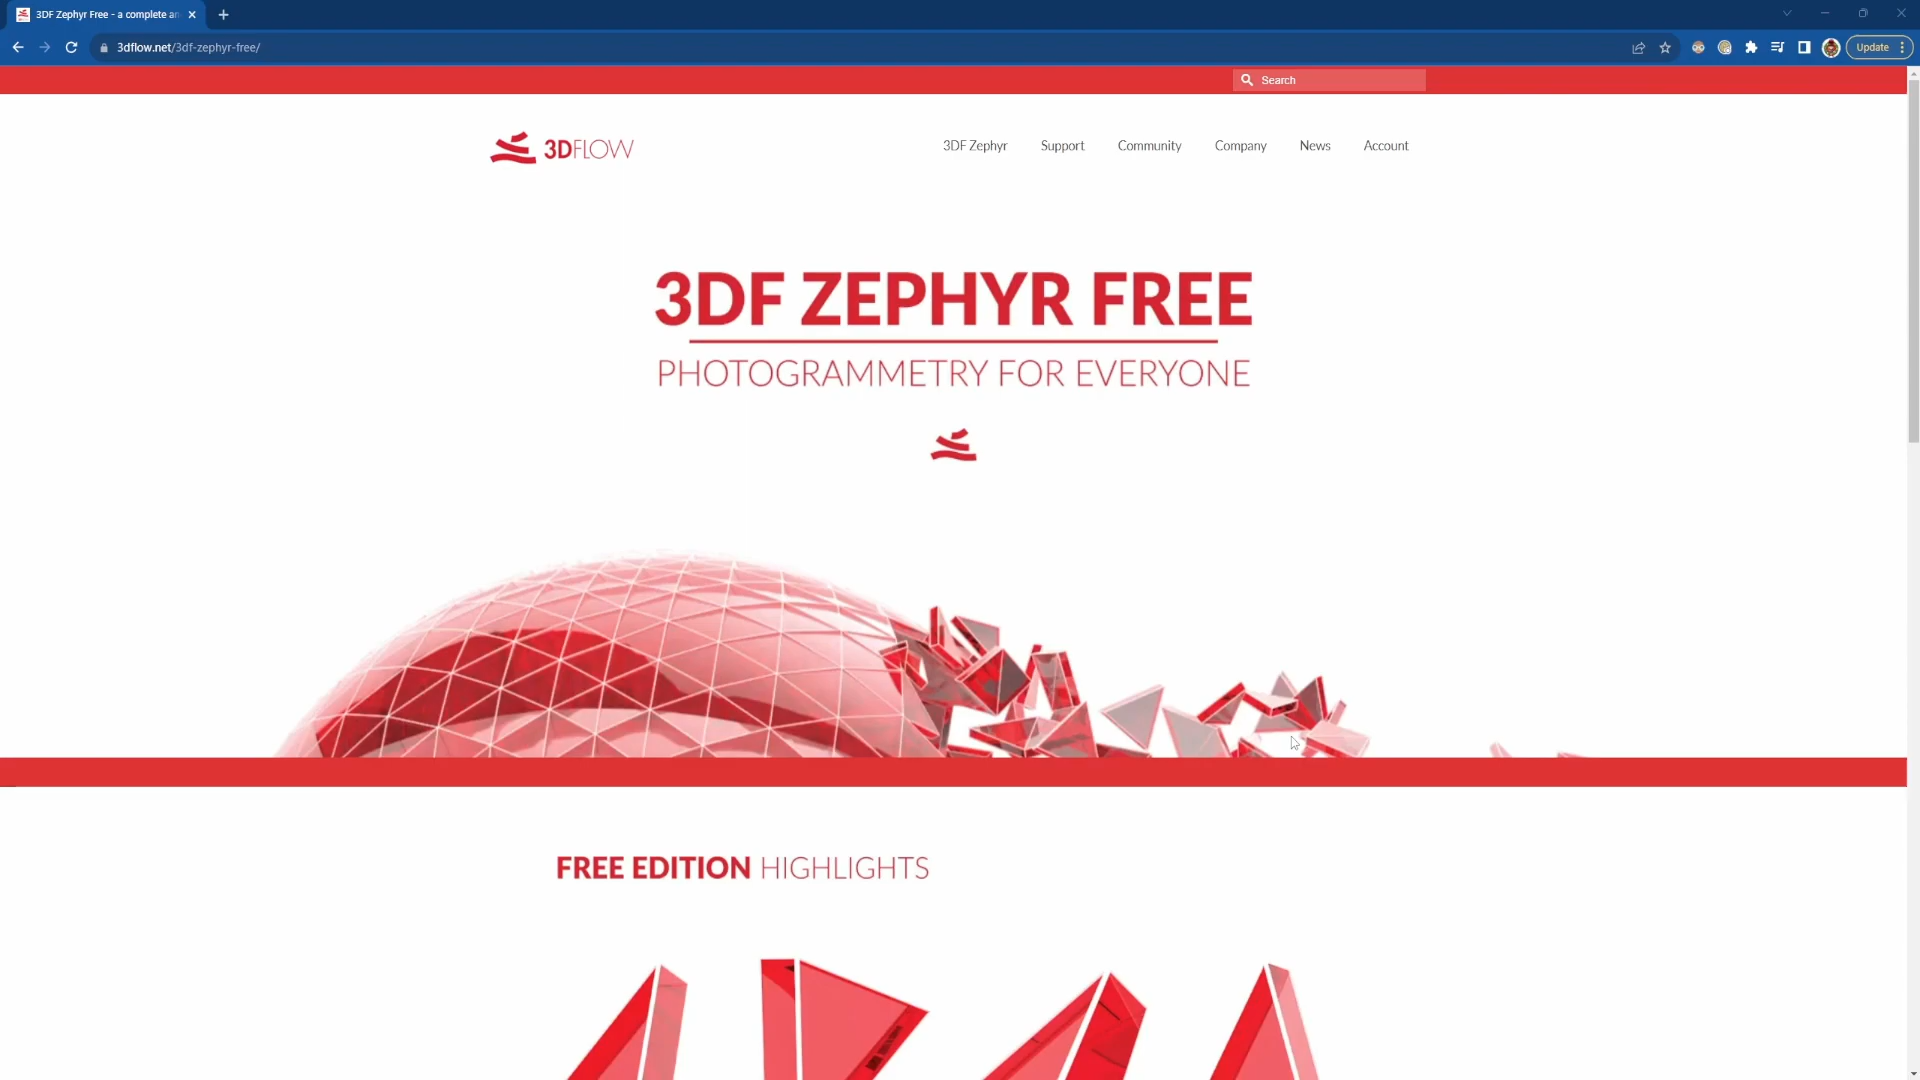 3DF Zephyr Free - a complete an
3dflow.net/3df-zephyr-free/
Update
Search
3DFLOW
3DF Zephyr
Support
Community
Company
News
Account
3DF ZEPHYR FREE
PHOTOGRAMMETRY FOR EVERYONE
FREE EDITION HIGHLIGHTS